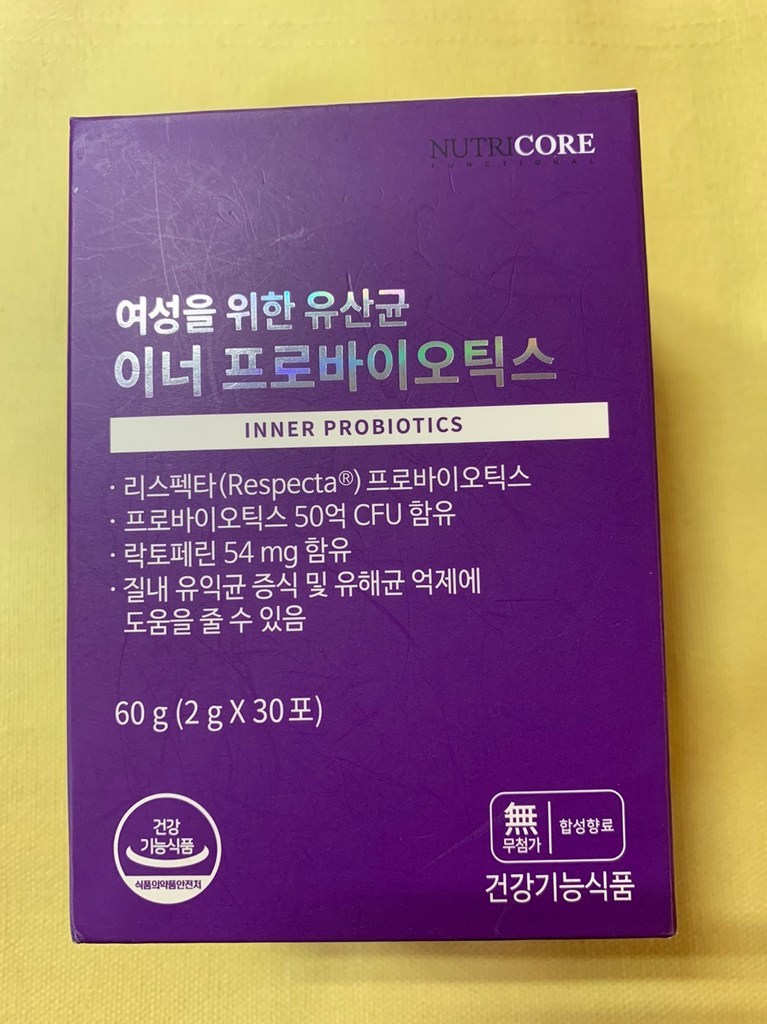 NUTRICORE
FUNCTIONAL
여성을 위한 유산균
이너 프로바이오틱스
INNER PROBIOTICS
· 리스펙타(Respecta®) 프로바이오틱스
· 프로바이오틱스 50억 CFU 함유
· 락토페린 54 mg 함유
· 질내 유익균 증식 및 유해균 억제에
도움을 줄 수 있음
60 g (2 g X 30포)
건강
기능식품
식품의약품안전처
無
무첨가
합성향료
건강기능식품